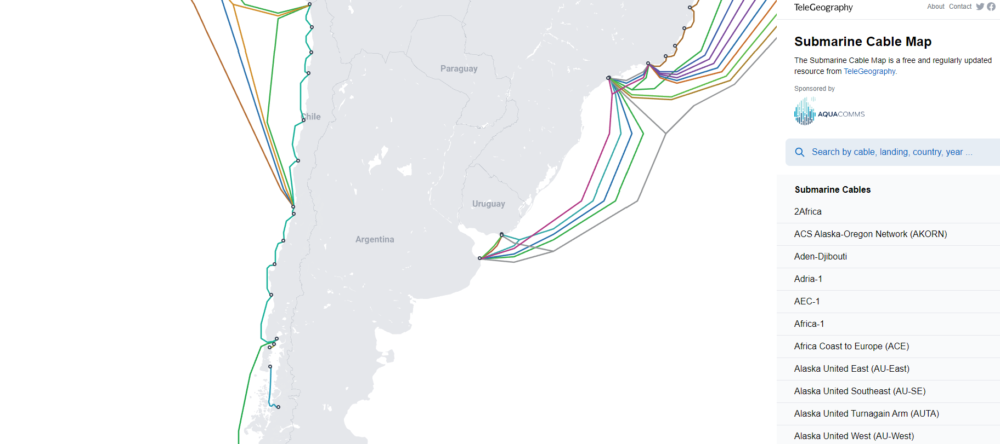 TeleGeography
About Contact
Submarine Cable Map
The Submarine Cable Map is a free and regularly updated
resource from TeleGeography.
Sponsored by
AQUACOMMS
Search by cable, landing, country, year ...
Submarine Cables
2Africa
ACS Alaska-Oregon Network (AKORN)
Aden-Djibouti
Adria-1
AEC-1
Africa-1
Africa Coast to Europe (ACE)
Alaska United East (AU-East)
Alaska United Southeast (AU-SE)
Alaska United Turnagain Arm (AUTA)
Alaska United West (AU-West)
Paraguay
Chile
Uruguay
Argentina